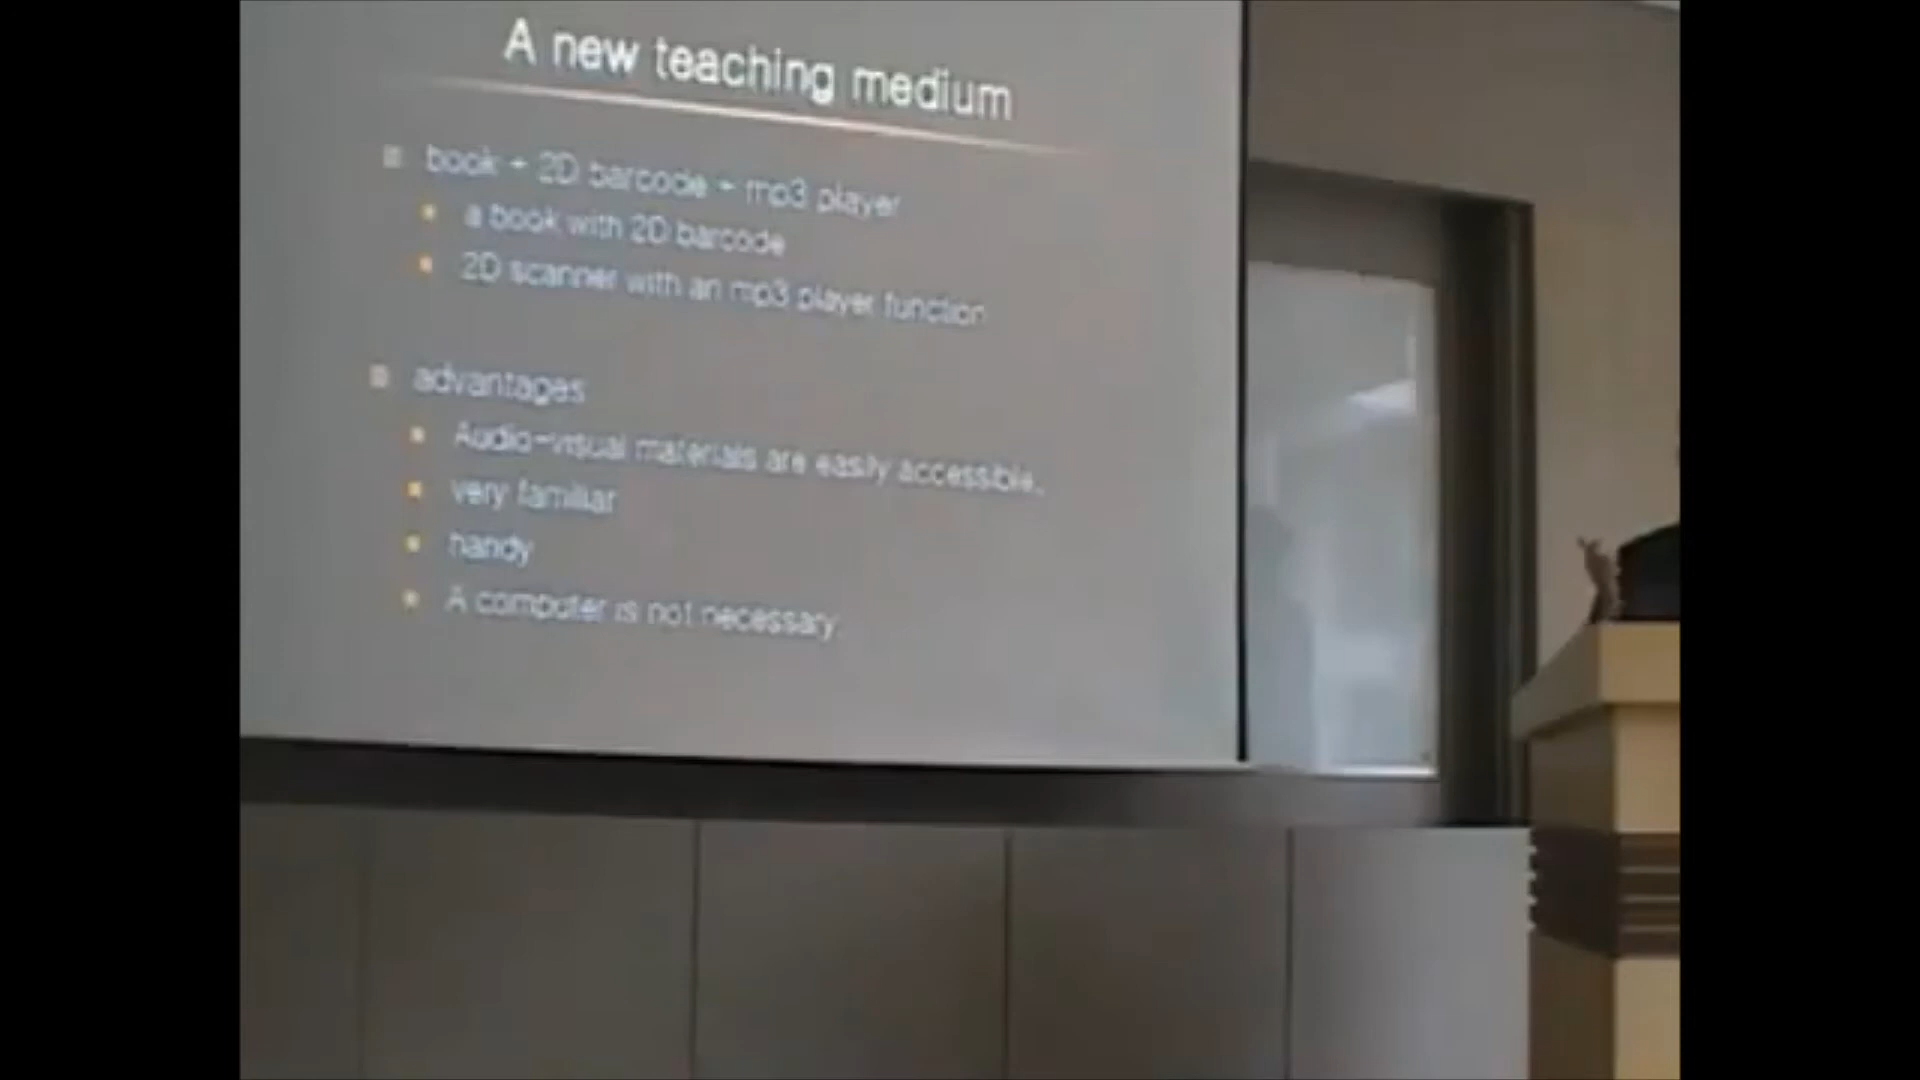 A new teaching medium
book + 2D barcode + mp3 player
a book with 2D barcode
2D scanner with an mp3 player function
advantages
Audio-visual materials are easily accessible.
very familiar
handy
A computer is not necessary.